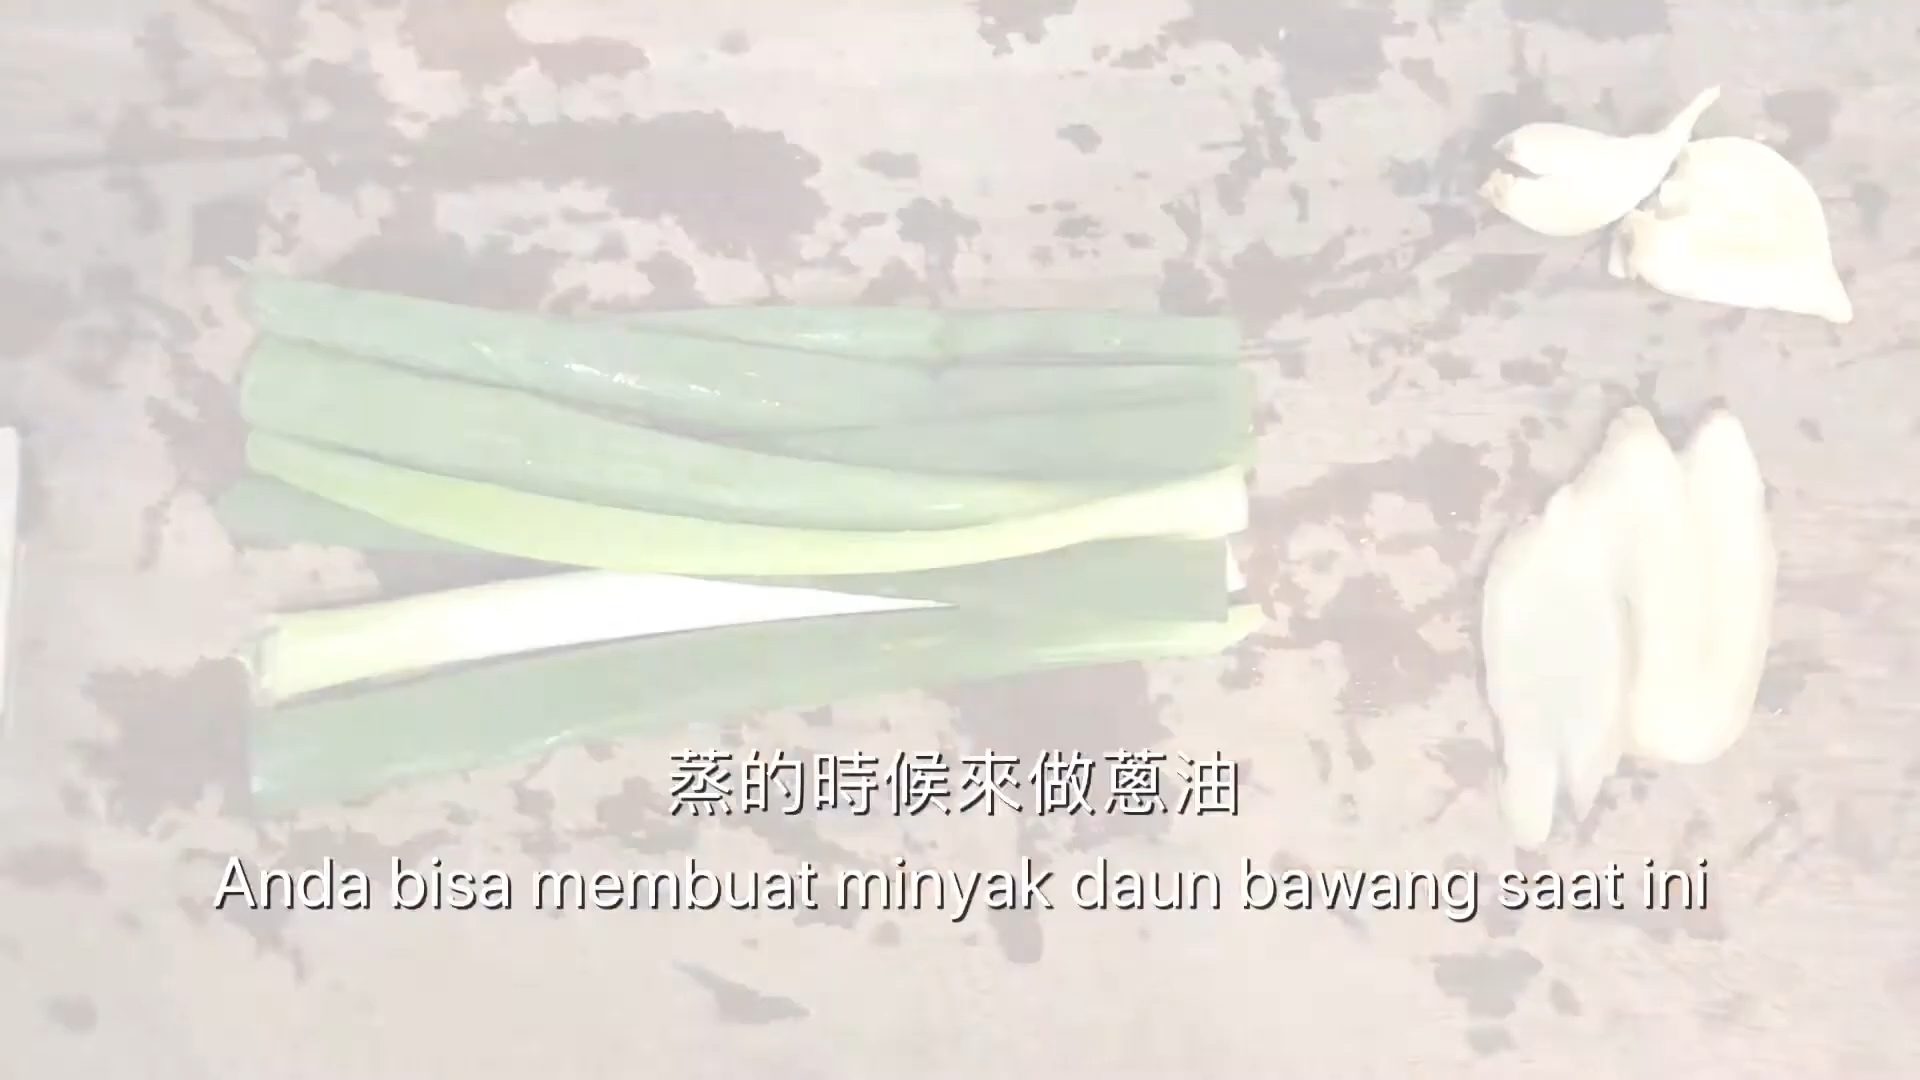 蒸的時候來做蔥油
Anda bisa membuat minyak daun bawang saat ini